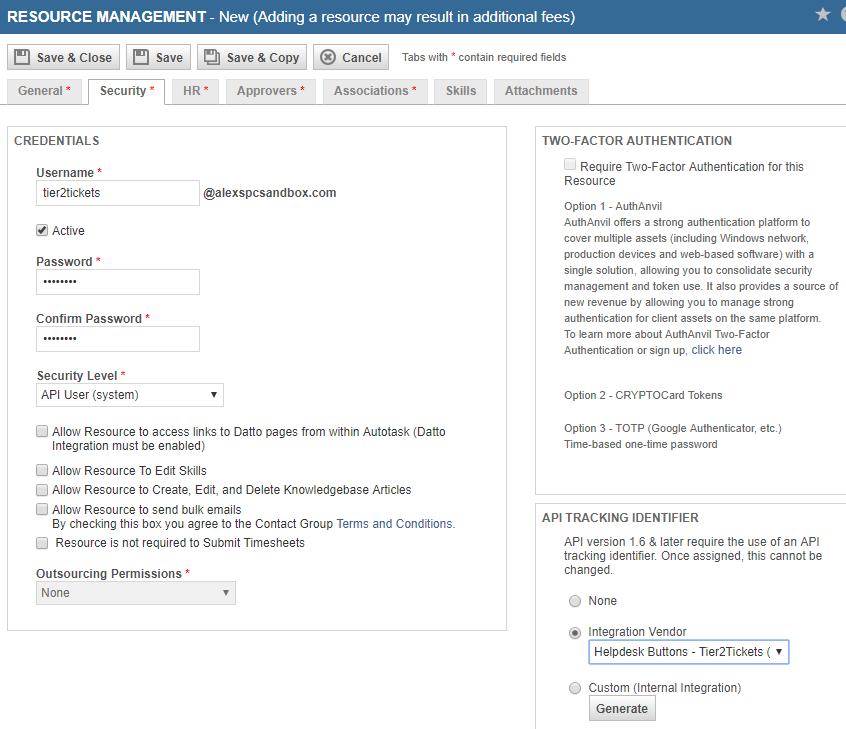 RESOURCE MANAGEMENT - New (Adding a resource may result in additional fees)
Save & Close Save Save & Copy Cancel Tabs with * contain required fields
General * Security * HR * Approvers * Associations * Skills Attachments
CREDENTIALS
Username *
tier2tickets @alexspcsandbox.com
Active
Password *
••••••••
Confirm Password *
••••••••
Security Level *
API User (system)
Allow Resource to access links to Datto pages from within Autotask (Datto
Integration must be enabled)
Allow Resource To Edit Skills
Allow Resource to Create, Edit, and Delete Knowledgebase Articles
Allow Resource to send bulk emails
By checking this box you agree to the Contact Group Terms and Conditions.
Resource is not required to Submit Timesheets
Outsourcing Permissions *
None
TWO-FACTOR AUTHENTICATION
Require Two-Factor Authentication for this
Resource
Option 1 - AuthAnvil
AuthAnvil offers a strong authentication platform to
cover multiple assets (including Windows network,
production devices and web-based software) with a
single solution, allowing you to consolidate security
management and token use. It also provides a source of
new revenue by allowing you to manage strong
authentication for client assets on the same platform.
To learn more about AuthAnvil Two-Factor
Authentication or sign up, click here
Option 2 - CRYPTOCard Tokens
Option 3 - TOTP (Google Authenticator, etc.)
Time-based one-time password
API TRACKING IDENTIFIER
API version 1.6 & later require the use of an API
tracking identifier. Once assigned, this cannot be
changed.
None
Integration Vendor
Helpdesk Buttons - Tier2Tickets (
Custom (Internal Integration)
Generate